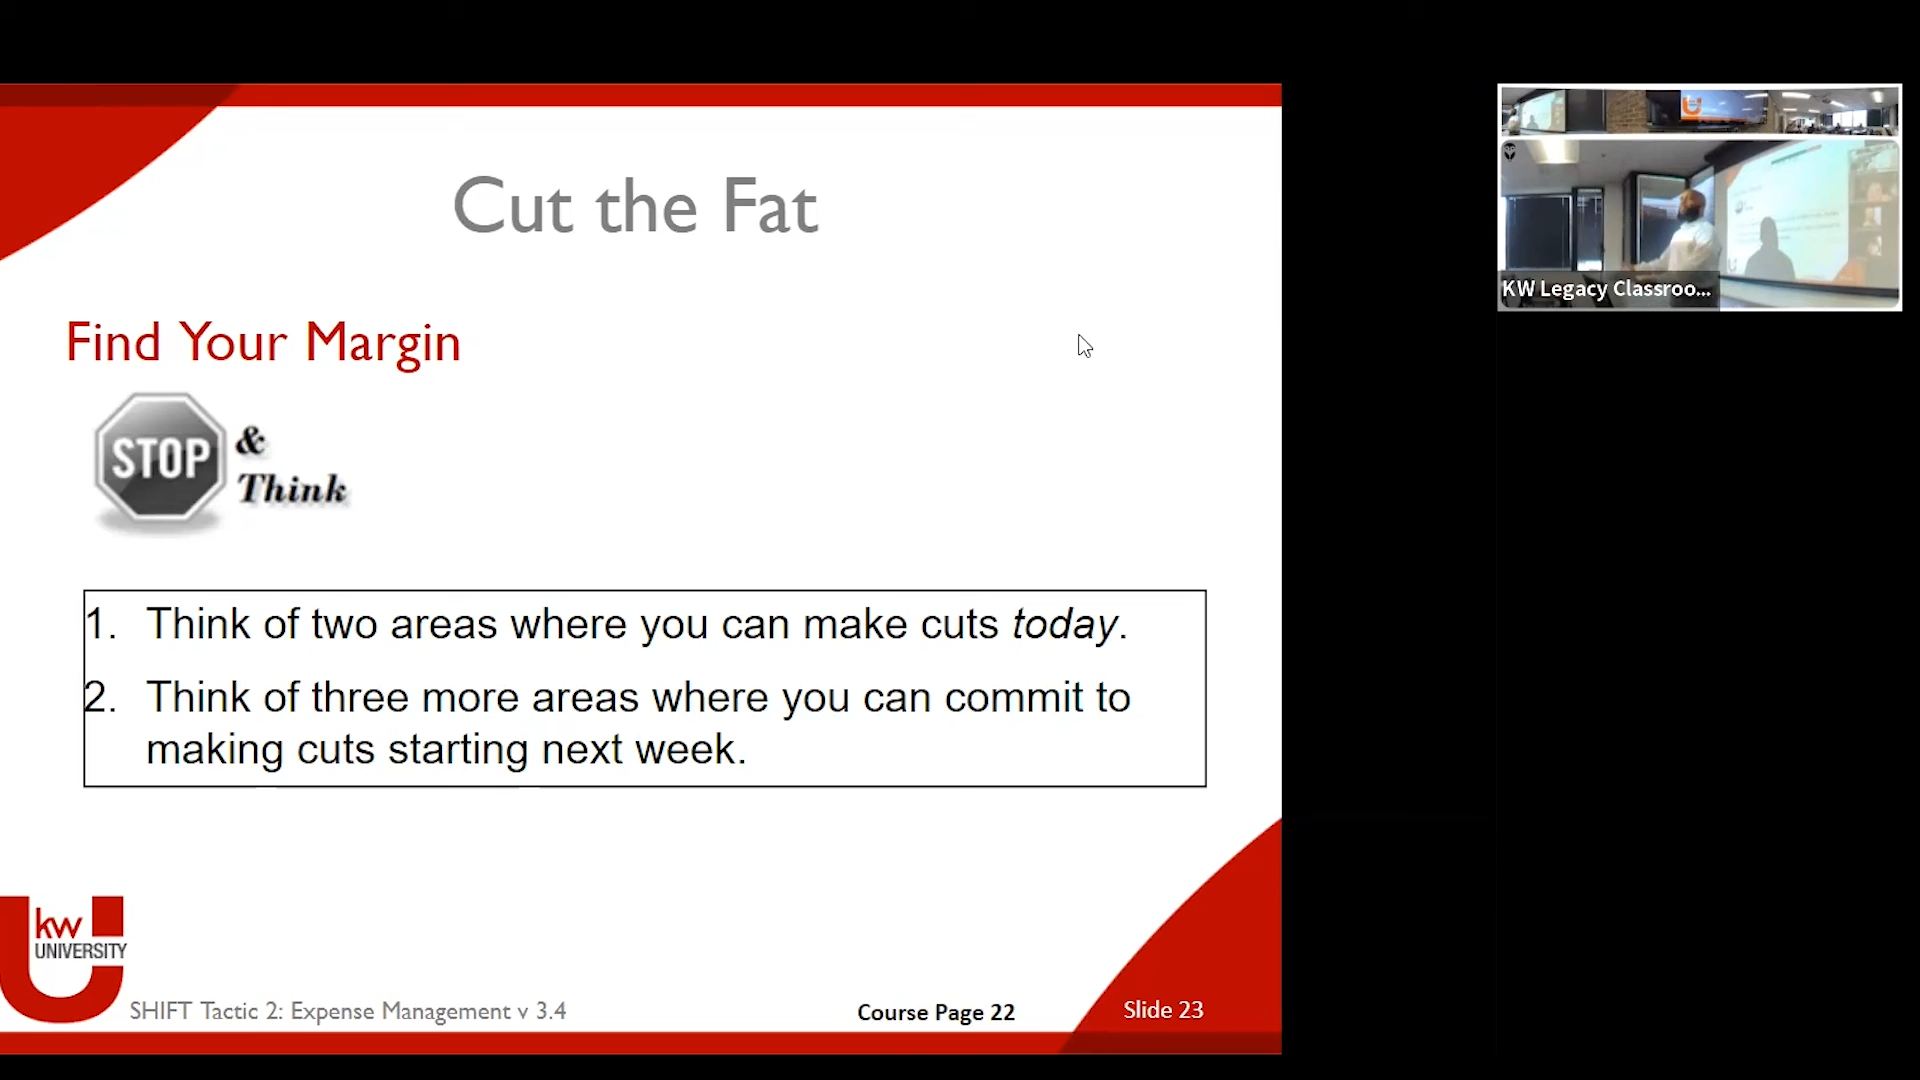 Cut the Fat
Find Your Margin
STOP
&
Think
1. Think of two areas where you can make cuts today.
2. Think of three more areas where you can commit to
making cuts starting next week.
kw
UNIVERSITY
SHIFT Tactic 2: Expense Management v 3.4
Course Page 22
Slide 23
KW Legacy Classroo...